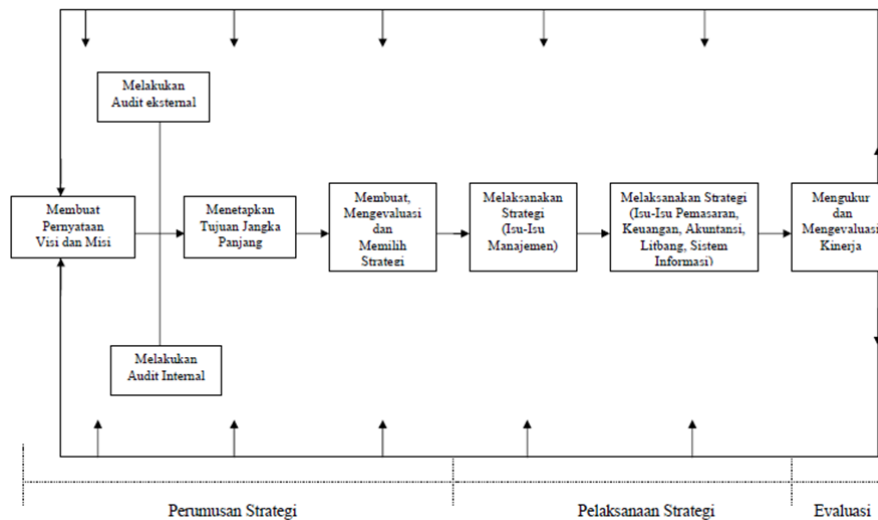 Melakukan
Audit eksternal
Membuat
Pernyataan
Visi dan Misi
Menetapkan
Tujuan Jangka
Panjang
Membuat,
Mengevaluasi
dan
Memilih
Strategi
Melaksanakan
Strategi
(Isu-Isu
Manajemen)
Melaksanakan Strategi
(Isu-Isu Pemasaran,
Keuangan, Akuntansi,
Litbang, Sistem
Informasi)
Mengukur
dan
Mengevaluasi
Kinerja
Melakukan
Audit Internal
Perumusan Strategi
Pelaksanaan Strategi
Evaluasi